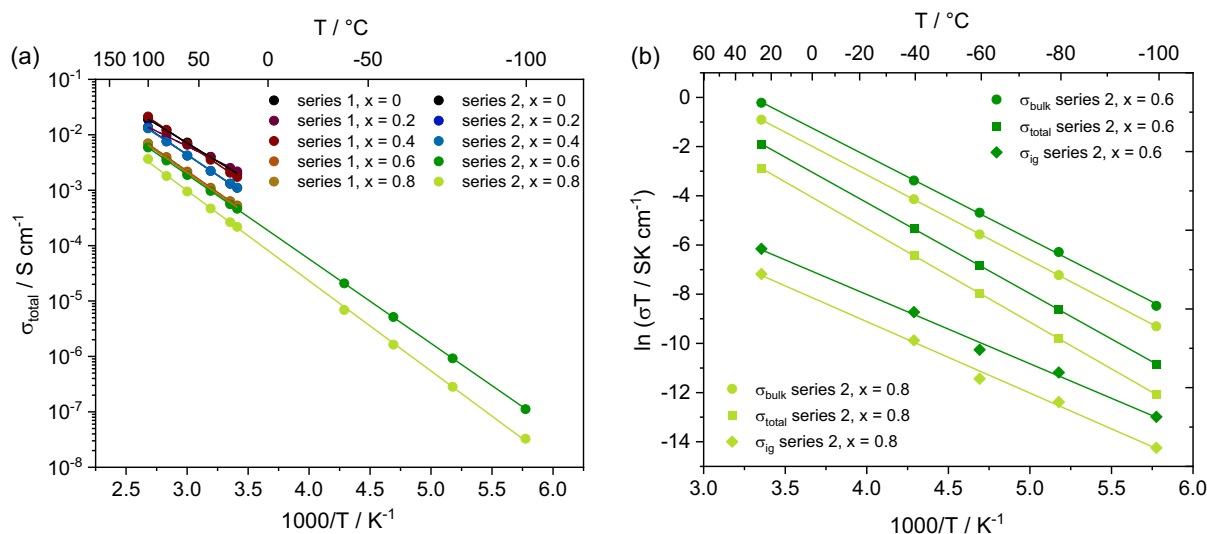 T / °C
(a)
150 100 50 0 -50 -100
10-1
10-2
10-3
10-4
10-5
10-6
10-7
10-8
σtotal / S cm-1
series 1, x = 0
series 1, x = 0.2
series 1, x = 0.4
series 1, x = 0.6
series 1, x = 0.8
series 2, x = 0
series 2, x = 0.2
series 2, x = 0.4
series 2, x = 0.6
series 2, x = 0.8
2.5 3.0 3.5 4.0 4.5 5.0 5.5 6.0
1000/T / K-1
T / °C
(b)
60 40 20 0 -20 -40 -60 -80 -100
0
-2
-4
-6
-8
-10
-12
-14
ln (σT / SK cm-1)
σbulk series 2, x = 0.6
σtotal series 2, x = 0.6
σig series 2, x = 0.6
σbulk series 2, x = 0.8
σtotal series 2, x = 0.8
σig series 2, x = 0.8
3.0 3.5 4.0 4.5 5.0 5.5 6.0
1000/T / K-1